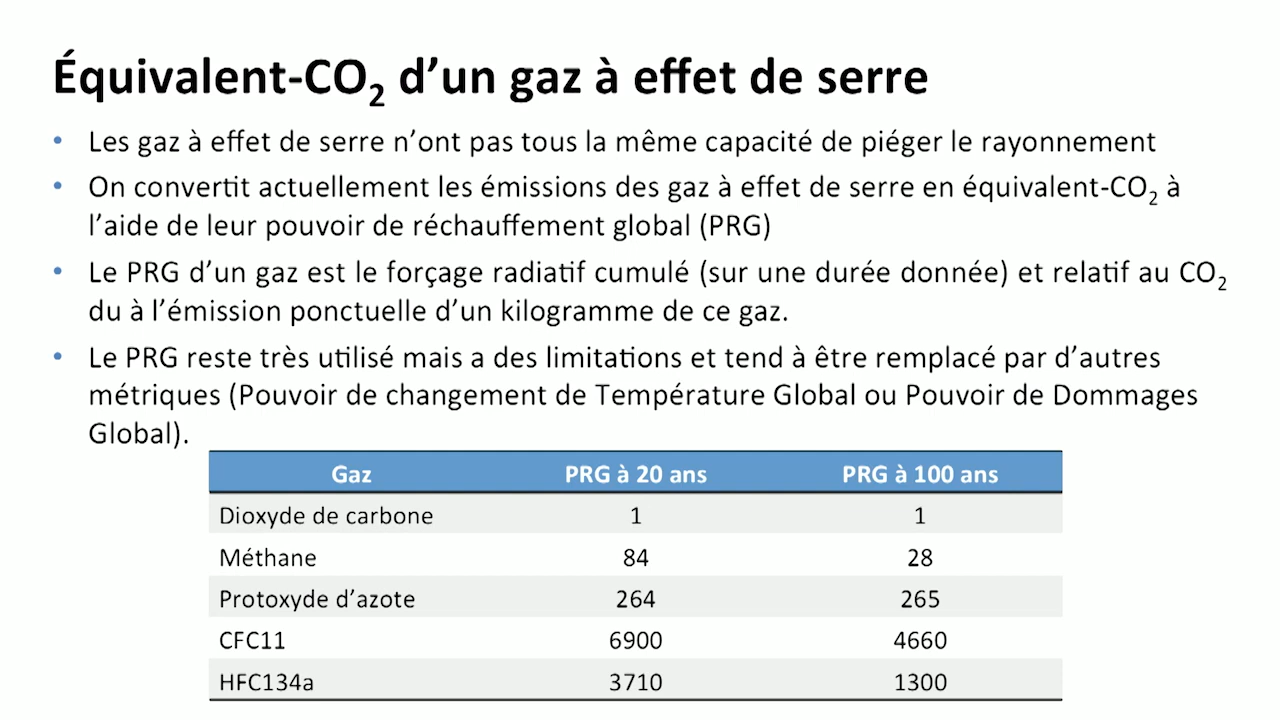 Équivalent-CO₂ d’un gaz à effet de serre
• Les gaz à effet de serre n’ont pas tous la même capacité de piéger le rayonnement
• On convertit actuellement les émissions des gaz à effet de serre en équivalent-CO₂ à
l’aide de leur pouvoir de réchauffement global (PRG)
• Le PRG d’un gaz est le forçage radiatif cumulé (sur une durée donnée) et relatif au CO₂
du à l’émission ponctuelle d’un kilogramme de ce gaz.
• Le PRG reste très utilisé mais a des limitations et tend à être remplacé par d’autres
métriques (Pouvoir de changement de Température Global ou Pouvoir de Dommages
Global).
Gaz PRG à 20 ans PRG à 100 ans
Dioxyde de carbone 1 1
Méthane 84 28
Protoxyde d’azote 264 265
CFC11 6900 4660
HFC134a 3710 1300